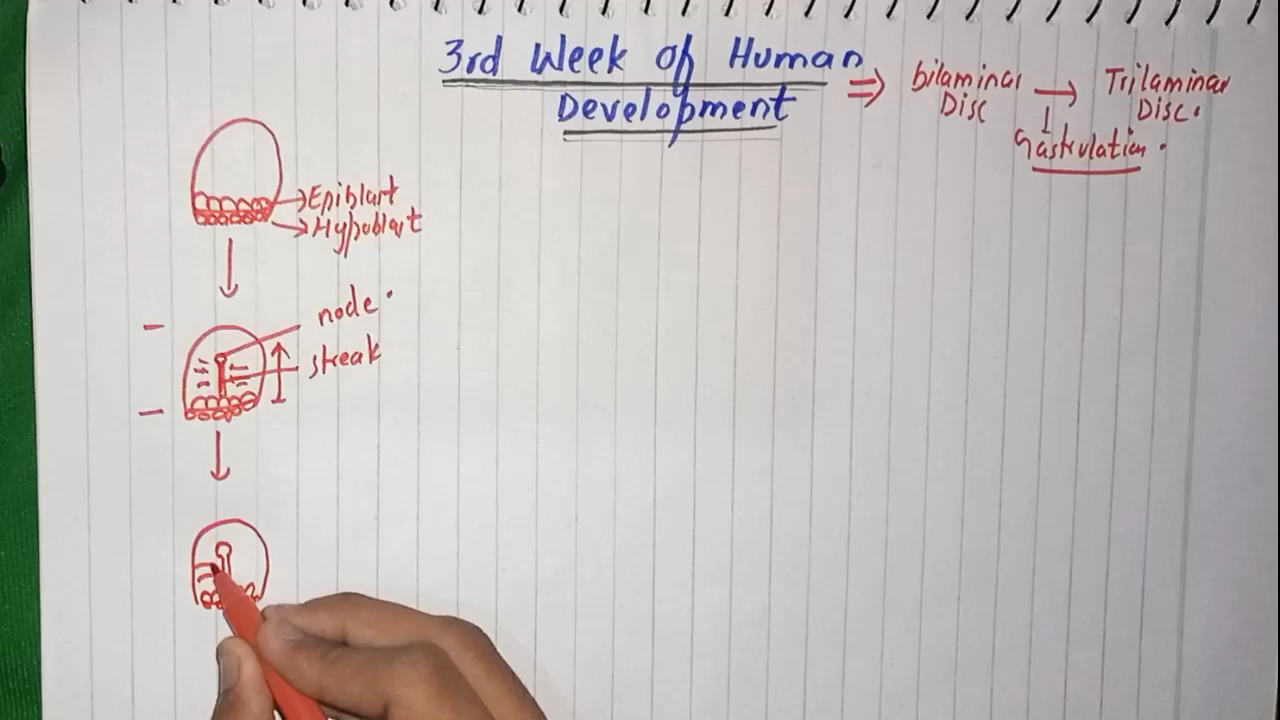 3rd Week of Human
Development
⇒ bilaminar → Trilaminar
Disc Disc.
Gastrulation.
→Epiblast
→Hypoblast
node.
streak